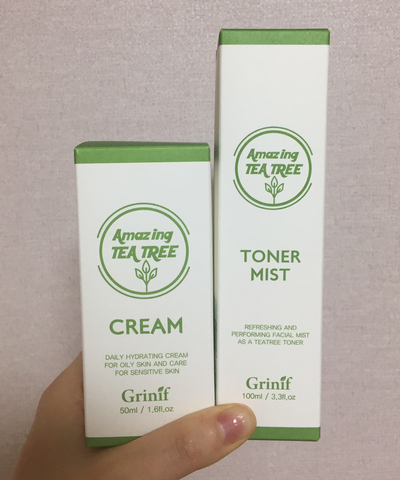 Amazing
TEA TREE
CREAM
DAILY HYDRATING CREAM
FOR OILY SKIN AND CARE
FOR SENSITIVE SKIN
Grinif
50ml / 1.6fl.oz
Amazing
TEA TREE
TONER
MIST
REFRESHING AND
PERFORMING FACIAL MIST
AS A TEATREE TONER
Grinif
100ml / 3.3fl.oz